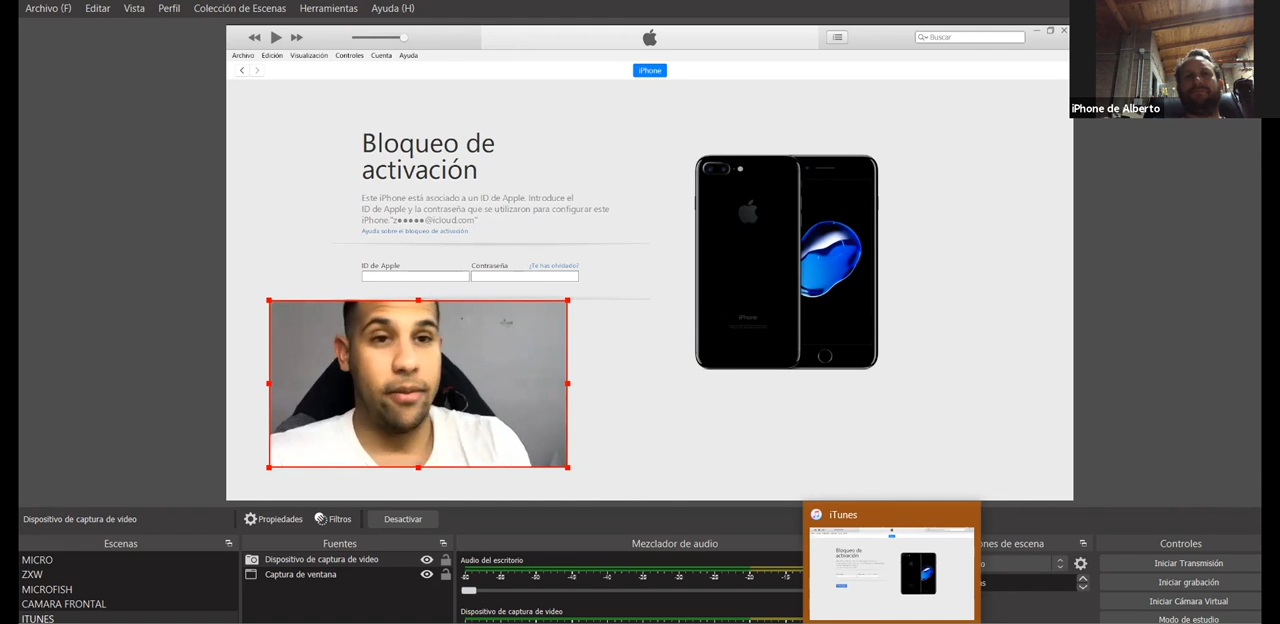 Archivo (F) Editar Vista Perfil Colección de Escenas Herramientas Ayuda (H)
Buscar
Archivo Edición Visualización Controles Cuenta Ayuda
iPhone
iPhone de Alberto
Bloqueo de
activación
Este iPhone está asociado a un ID de Apple. Introduce el
ID de Apple y la contraseña que se utilizaron para configurar este
iPhone."z●●●●●@icloud.com"
Ayuda sobre el bloqueo de activación
ID de Apple Contraseña ¿Te has olvidado?
iPhone
Dispositivo de captura de video Propiedades Filtros Desactivar
iTunes
Bloqueo de
activación
Escenas Fuentes Mezclador de audio ones de escena Controles
MICRO
ZXW
MICROFISH
CAMARA FRONTAL
ITUNES
Dispositivo de captura de video
Captura de ventana
Audio del escritorio
Dispositivo de captura de video
Iniciar Transmisión
Iniciar grabación
Iniciar Cámara Virtual
Modo de estudio